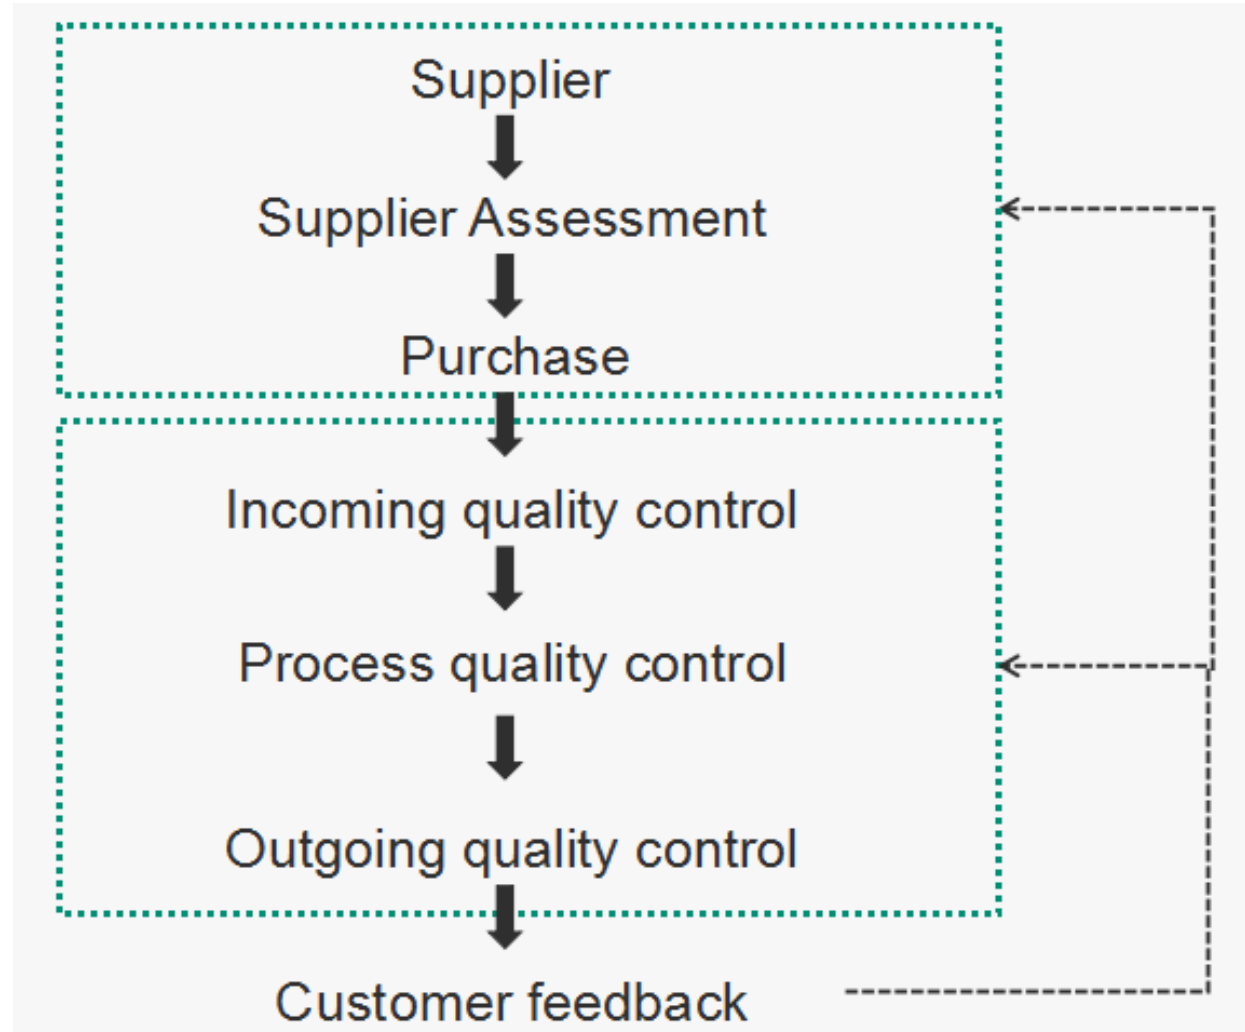 Supplier
Supplier Assessment
Purchase
Incoming quality control
Process quality control
Outgoing quality control
Customer feedback